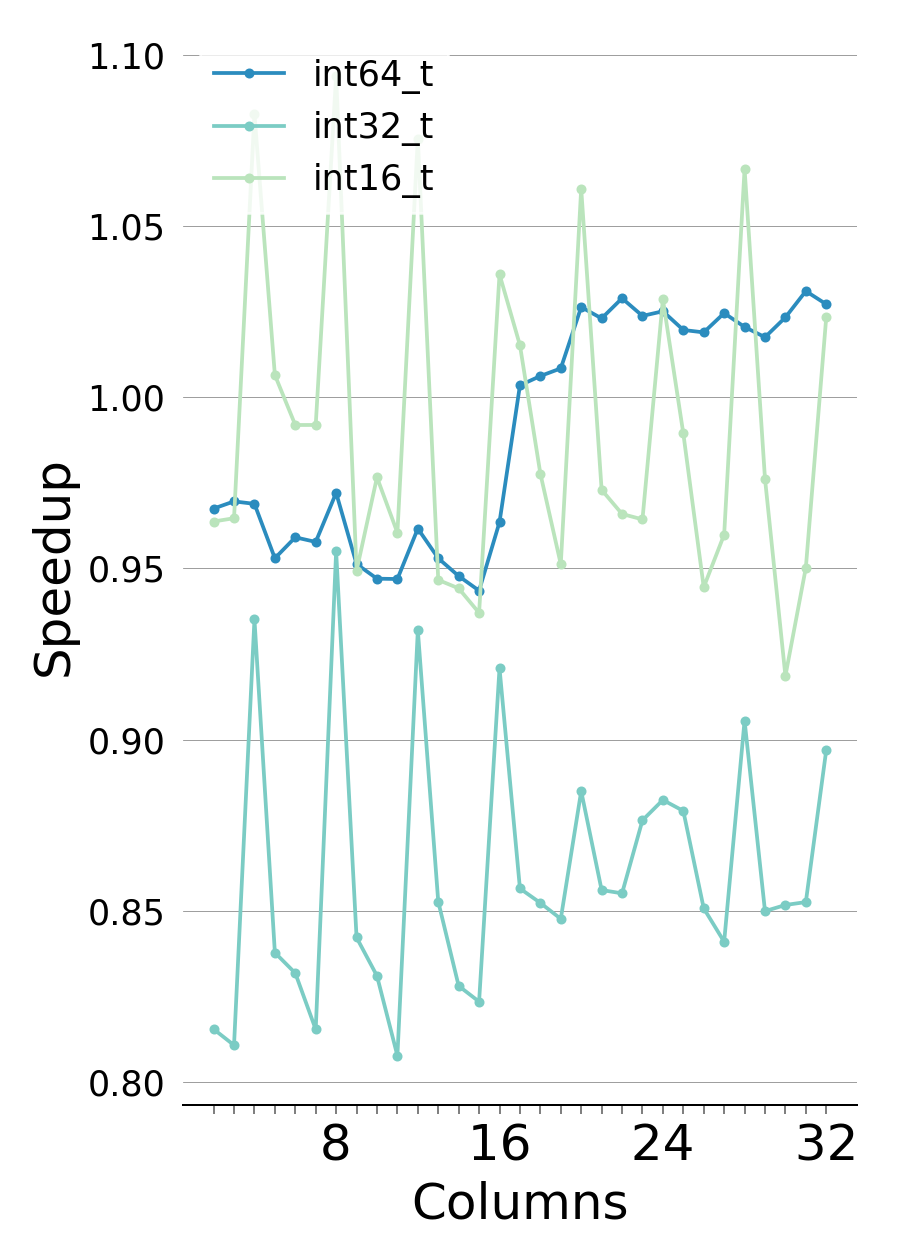 1.10
int64_t
int32_t
int16_t
1.05
1.00
0.95
0.90
0.85
0.80
Speedup
8 16 24 32
Columns